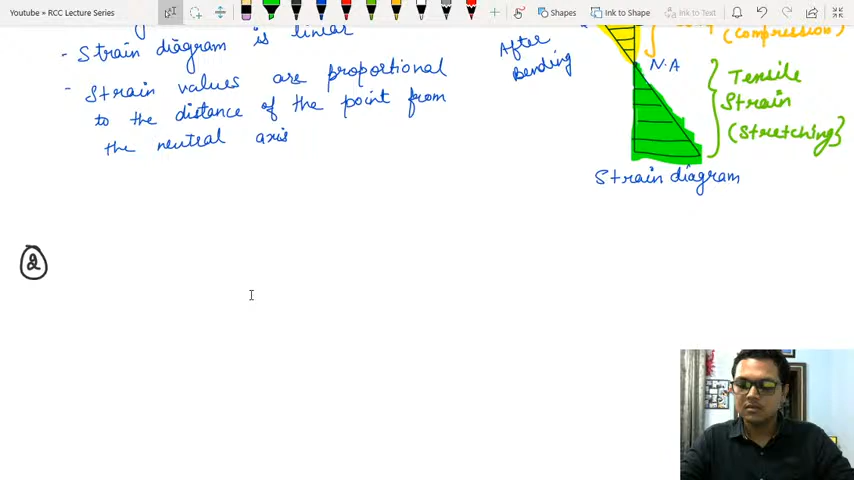 Youtube » RCC Lecture Series
Shapes
Ink to Shape
Ink to Text
- Strain diagram is linear
- Strain values are proportional
to the distance of the point from
the neutral axis
After
Bending
(Compression)
N.A
Tensile
Strain
(Stretching)
Strain diagram
2